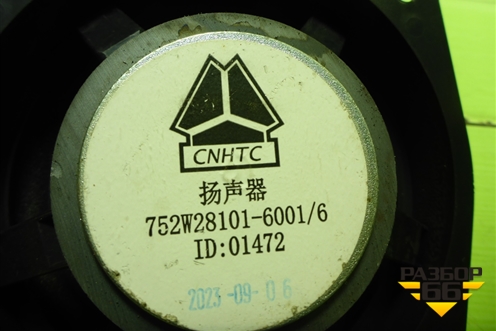 CNHTC
扬声器
752W28101-6001/6
ID:01472
2023-09-06
РАЗБОР
66